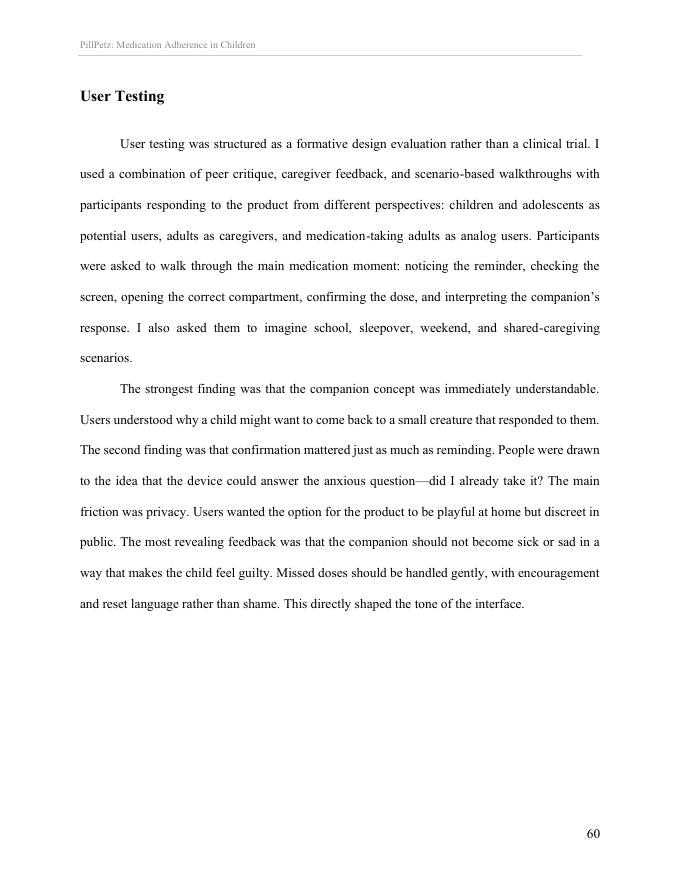 PillPetz: Medication Adherence in Children
User Testing
User testing was structured as a formative design evaluation rather than a clinical trial. I
used a combination of peer critique, caregiver feedback, and scenario-based walkthroughs with
participants responding to the product from different perspectives: children and adolescents as
potential users, adults as caregivers, and medication-taking adults as analog users. Participants
were asked to walk through the main medication moment: noticing the reminder, checking the
screen, opening the correct compartment, confirming the dose, and interpreting the companion’s
response. I also asked them to imagine school, sleepover, weekend, and shared-caregiving
scenarios.
The strongest finding was that the companion concept was immediately understandable.
Users understood why a child might want to come back to a small creature that responded to them.
The second finding was that confirmation mattered just as much as reminding. People were drawn
to the idea that the device could answer the anxious question—did I already take it? The main
friction was privacy. Users wanted the option for the product to be playful at home but discreet in
public. The most revealing feedback was that the companion should not become sick or sad in a
way that makes the child feel guilty. Missed doses should be handled gently, with encouragement
and reset language rather than shame. This directly shaped the tone of the interface.
60